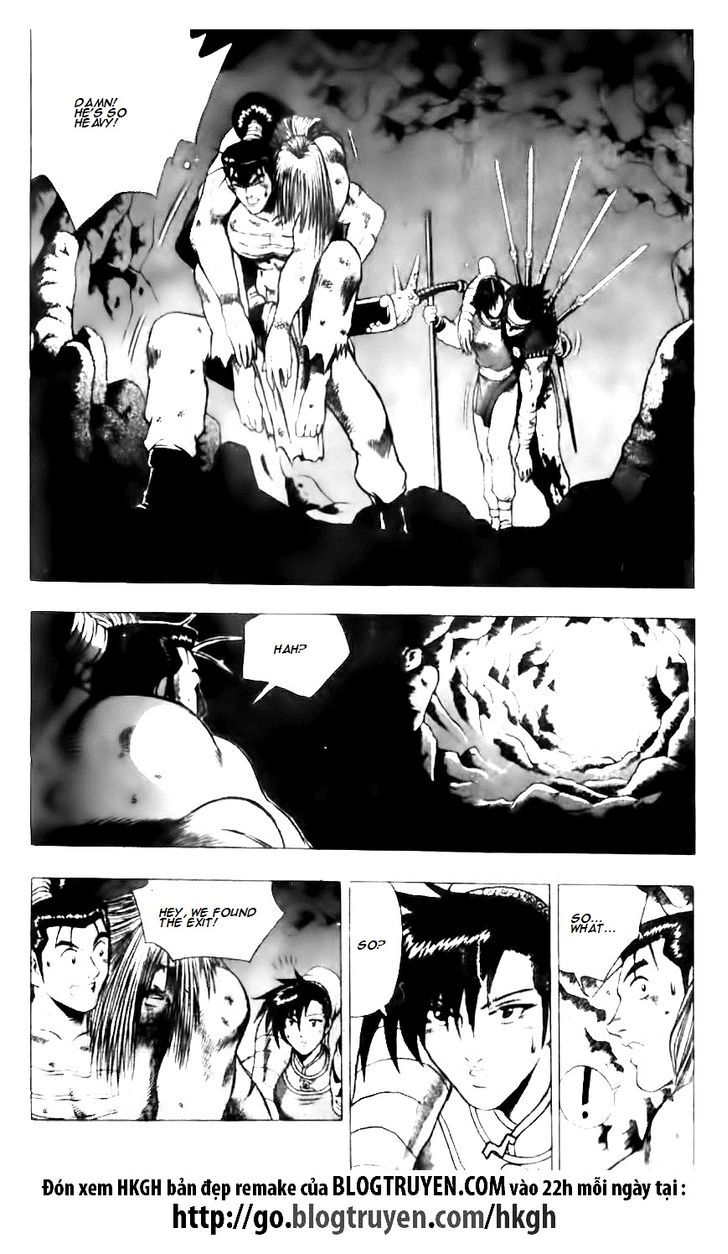 DAMN!
HE'S SO
HEAVY!
HAH?
HEY, WE FOUND
THE EXIT!
SO?
SO...
WHAT...
!
Đón xem HKGH bản đẹp remake của BLOGTRUYEN.COM vào 22h mỗi ngày tại :
http://go.blogtruyen.com/hkgh